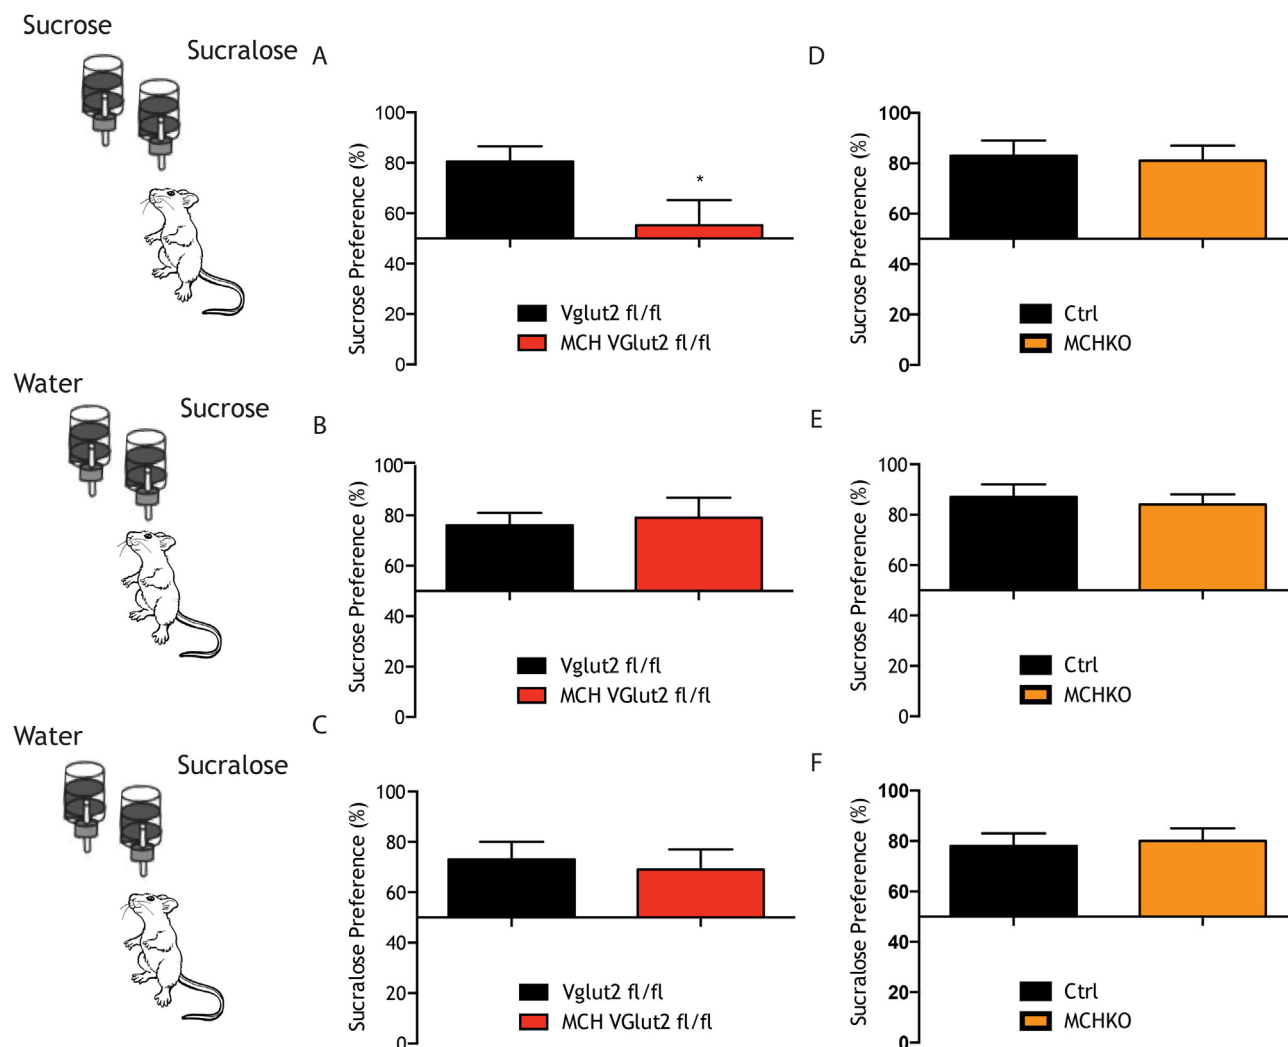 Sucrose
Sucralose
A
Sucrose Preference (%)
100
80
60
40
20
0
*
Vglut2 fl/fl
MCH VGlut2 fl/fl
D
Sucrose Preference (%)
100
80
60
40
20
0
Ctrl
MCHKO
Water
Sucrose
B
Sucrose Preference (%)
100
80
60
40
20
0
Vglut2 fl/fl
MCH VGlut2 fl/fl
E
Sucrose Preference (%)
100
80
60
40
20
0
Ctrl
MCHKO
Water
Sucralose
C
Sucralose Preference (%)
100
80
60
40
20
0
Vglut2 fl/fl
MCH VGlut2 fl/fl
F
Sucralose Preference (%)
100
80
60
40
20
0
Ctrl
MCHKO